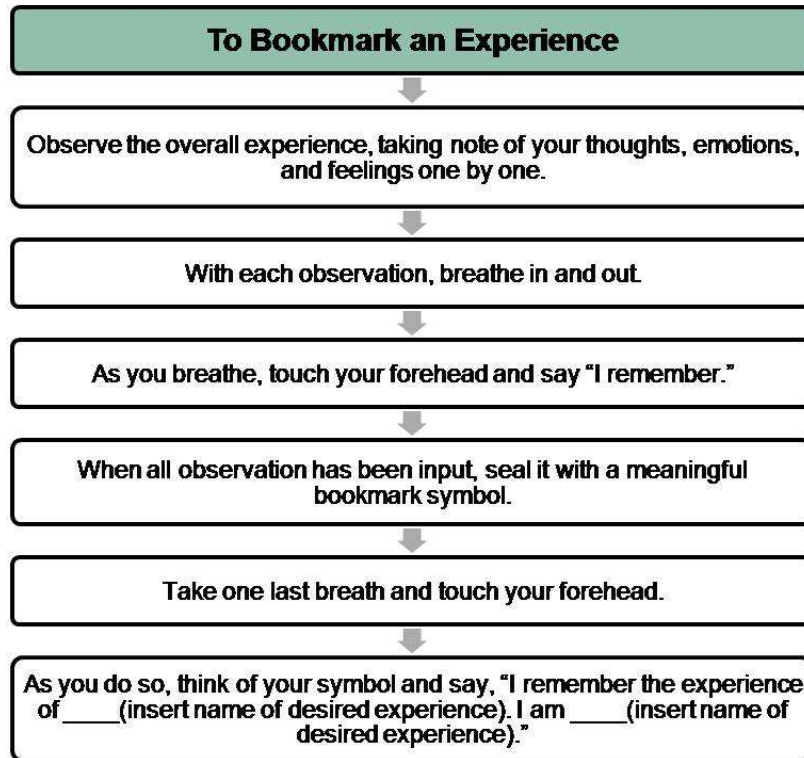 To Bookmark an Experience
Observe the overall experience, taking note of your thoughts, emotions,
and feelings one by one.
With each observation, breathe in and out.
As you breathe, touch your forehead and say “I remember.”
When all observation has been input, seal it with a meaningful
bookmark symbol.
Take one last breath and touch your forehead.
As you do so, think of your symbol and say, “I remember the experience
of ____(insert name of desired experience). I am ____(insert name of
desired experience).”